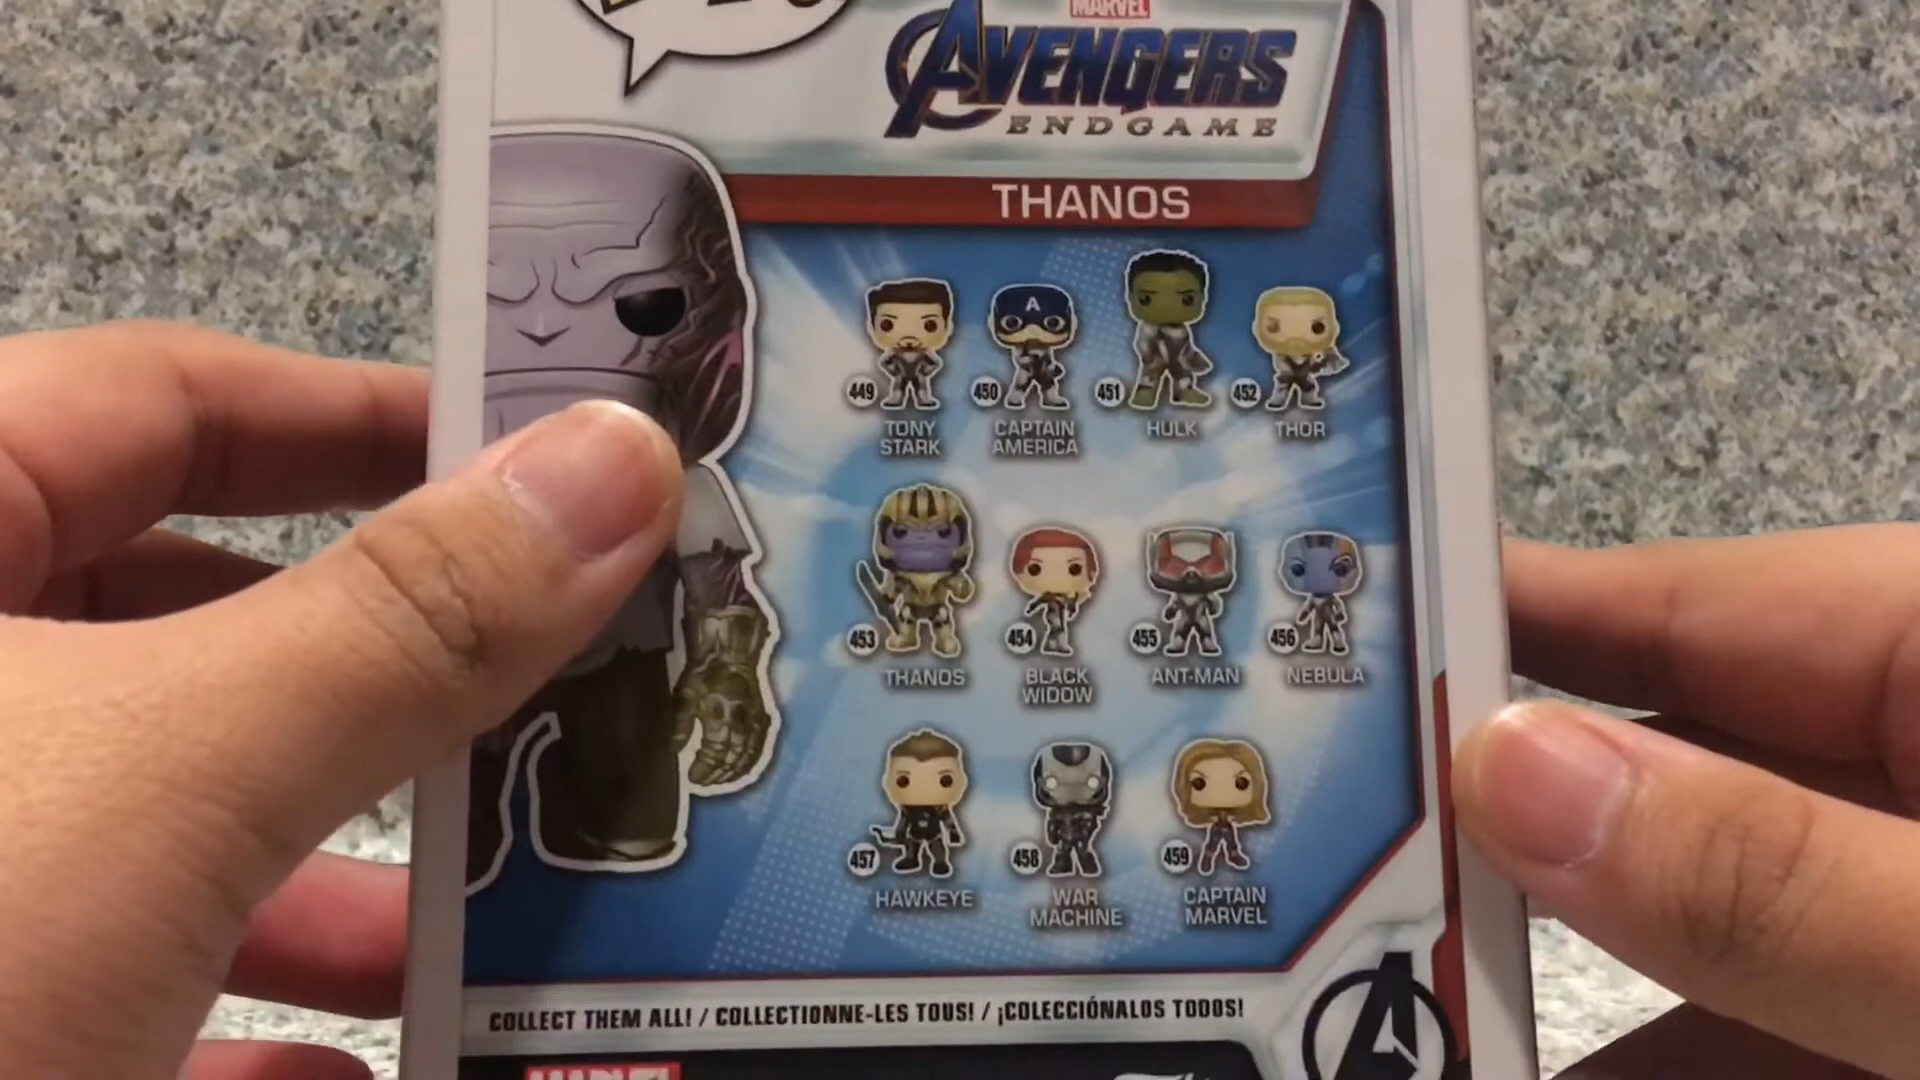 MARVEL
AVENGERS
ENDGAME
THANOS
449
450
451
452
TONY
STARK
CAPTAIN
AMERICA
HULK
THOR
453
454
455
456
THANOS
BLACK
WIDOW
ANT-MAN
NEBULA
457
458
459
HAWKEYE
WAR
MACHINE
CAPTAIN
MARVEL
COLLECT THEM ALL! / COLLECTIONNE-LES TOUS! / ¡COLECCIÓNALOS TODOS!
MARVEL